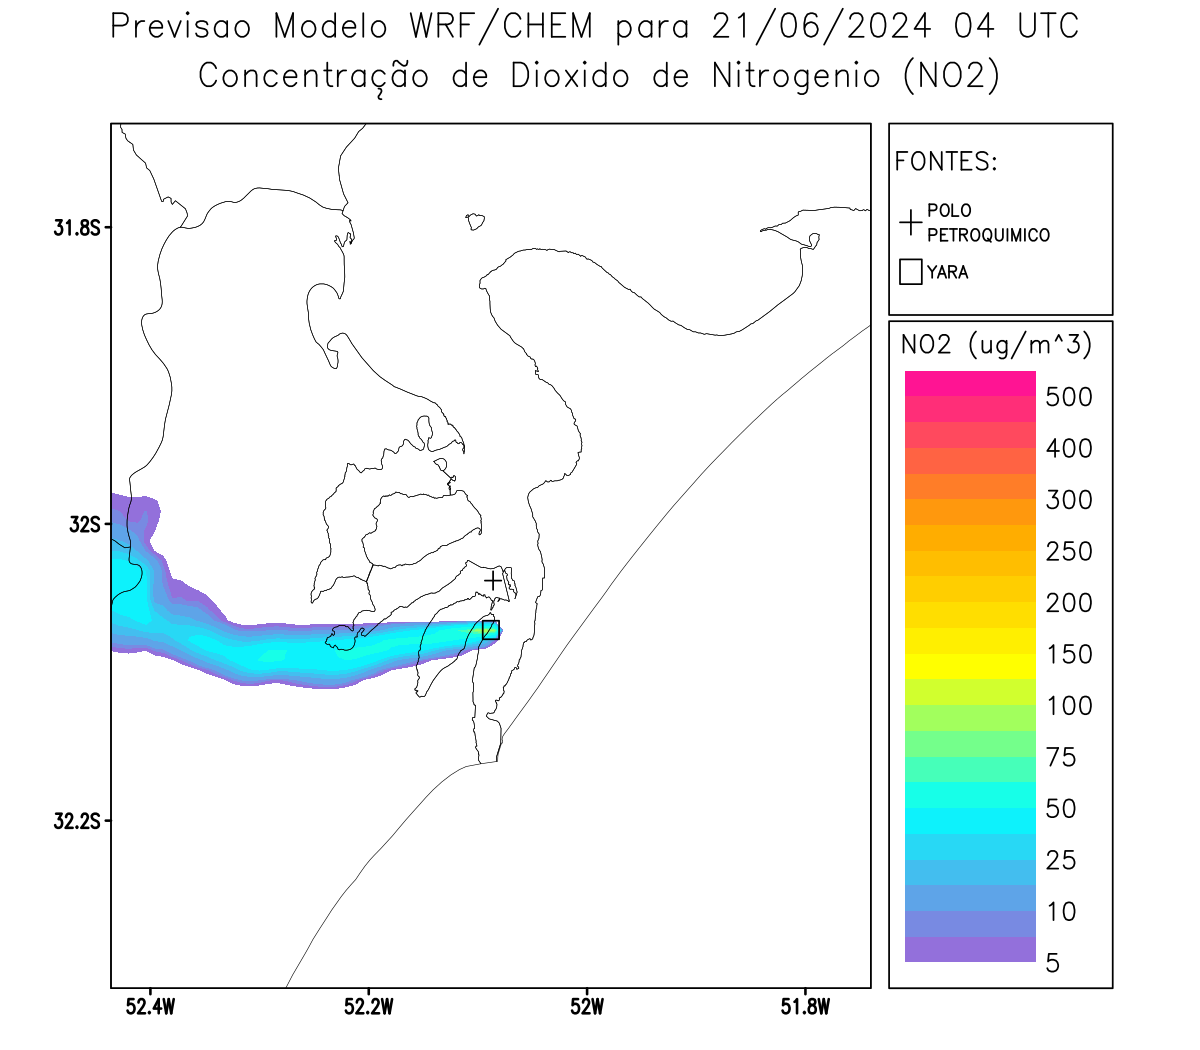 Previsao Modelo WRF/CHEM para 21/06/2024 04 UTC
Concentração de Dioxido de Nitrogenio (NO2)
FONTES:
POLO
PETROQUIMICO
YARA
NO2 (ug/m^3)
500
400
300
250
200
150
100
75
50
25
10
5
31.8S
32S
32.2S
52.4W
52.2W
52W
51.8W